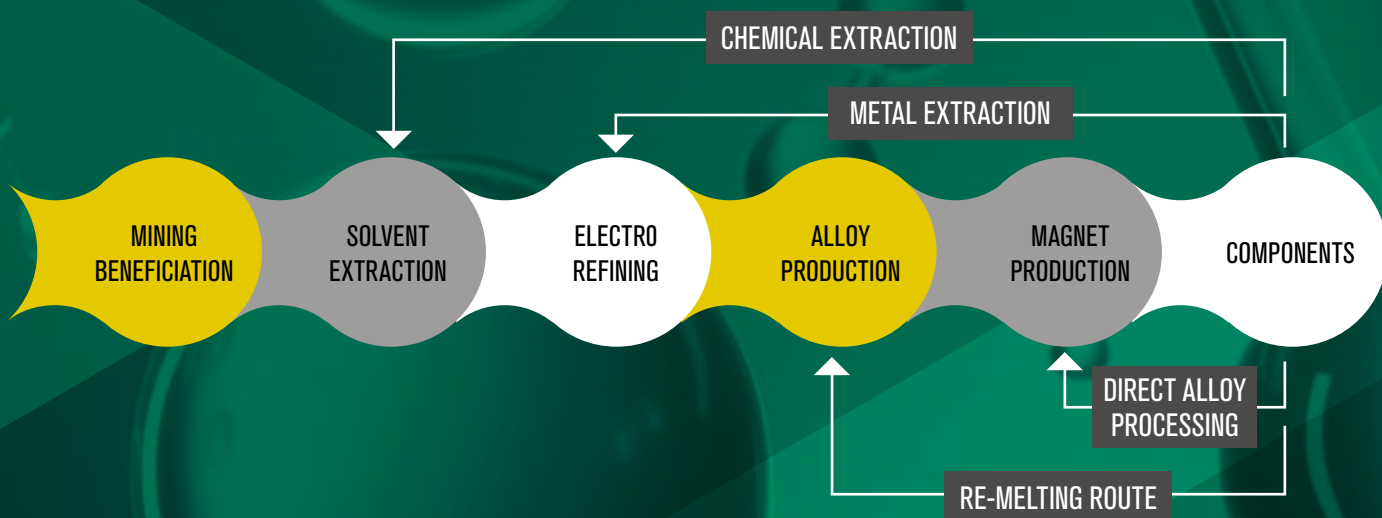 CHEMICAL EXTRACTION
METAL EXTRACTION
MINING
BENEFICIATION
SOLVENT
EXTRACTION
ELECTRO
REFINING
ALLOY
PRODUCTION
MAGNET
PRODUCTION
COMPONENTS
DIRECT ALLOY
PROCESSING
RE-MELTING ROUTE